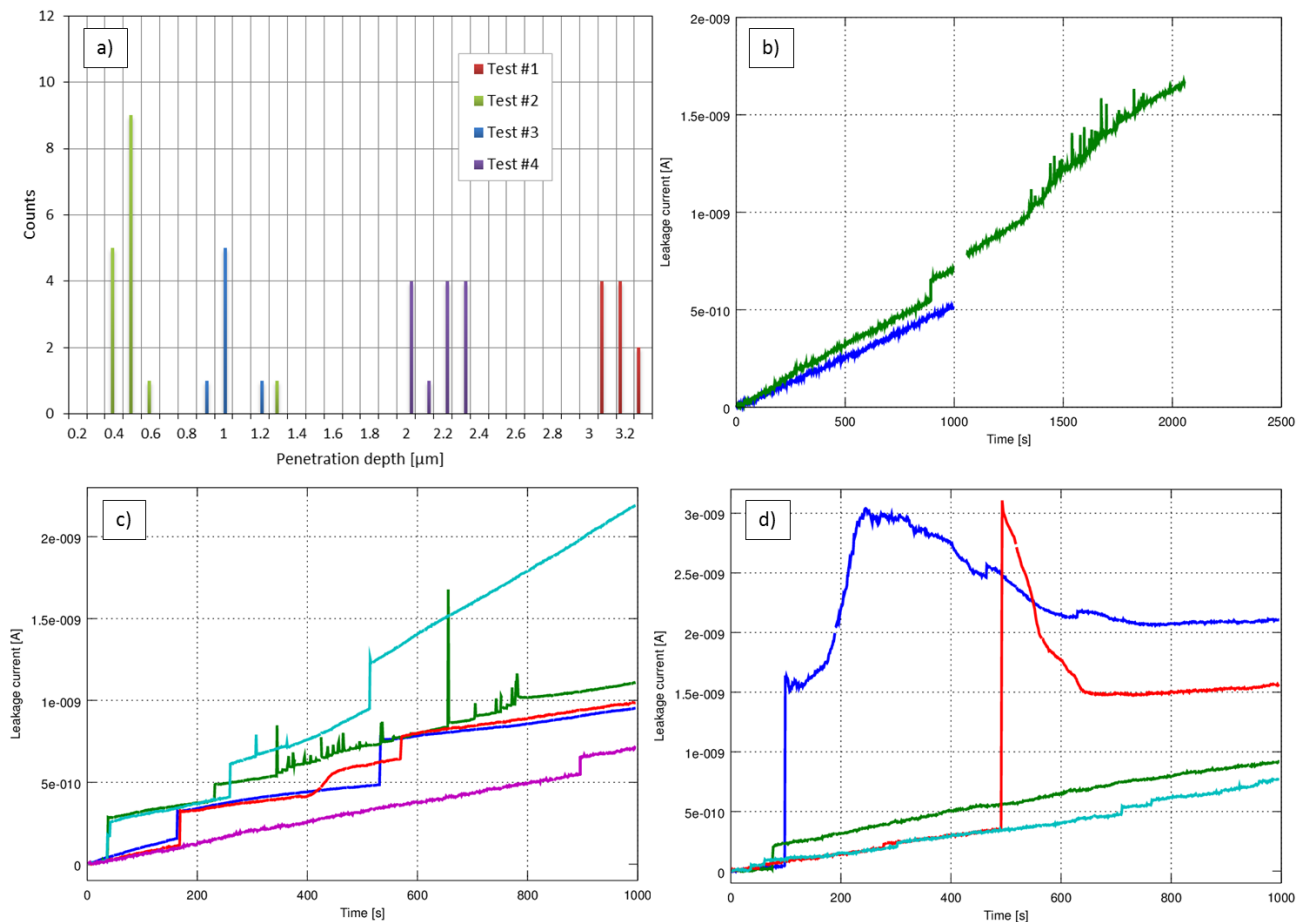 a)
12
10
8
6
4
2
0
Counts
Test #1
Test #2
Test #3
Test #4
0.2 0.4 0.6 0.8 1 1.2 1.4 1.6 1.8 2 2.2 2.4 2.6 2.8 3 3.2
Penetration depth [µm]
b)
2e-009
1.5e-009
1e-009
5e-010
0
Leakage current [A]
0 500 1000 1500 2000 2500
Time [s]
c)
2e-009
1.5e-009
1e-009
5e-010
0
Leakage current [A]
0 200 400 600 800 1000
Time [s]
d)
3e-009
2.5e-009
2e-009
1.5e-009
1e-009
5e-010
0
Leakage current [A]
0 200 400 600 800 1000
Time [s]